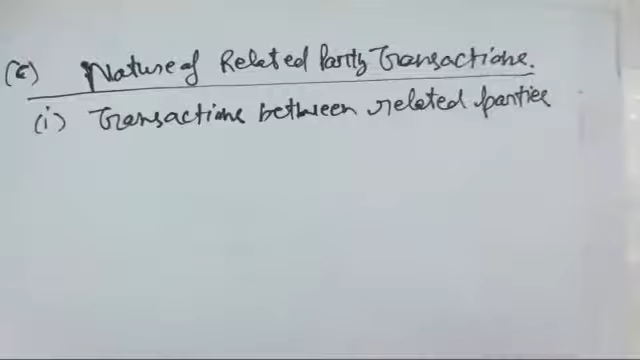 (c) Nature of Related Party Transactions.
(i) Transactions between related parties